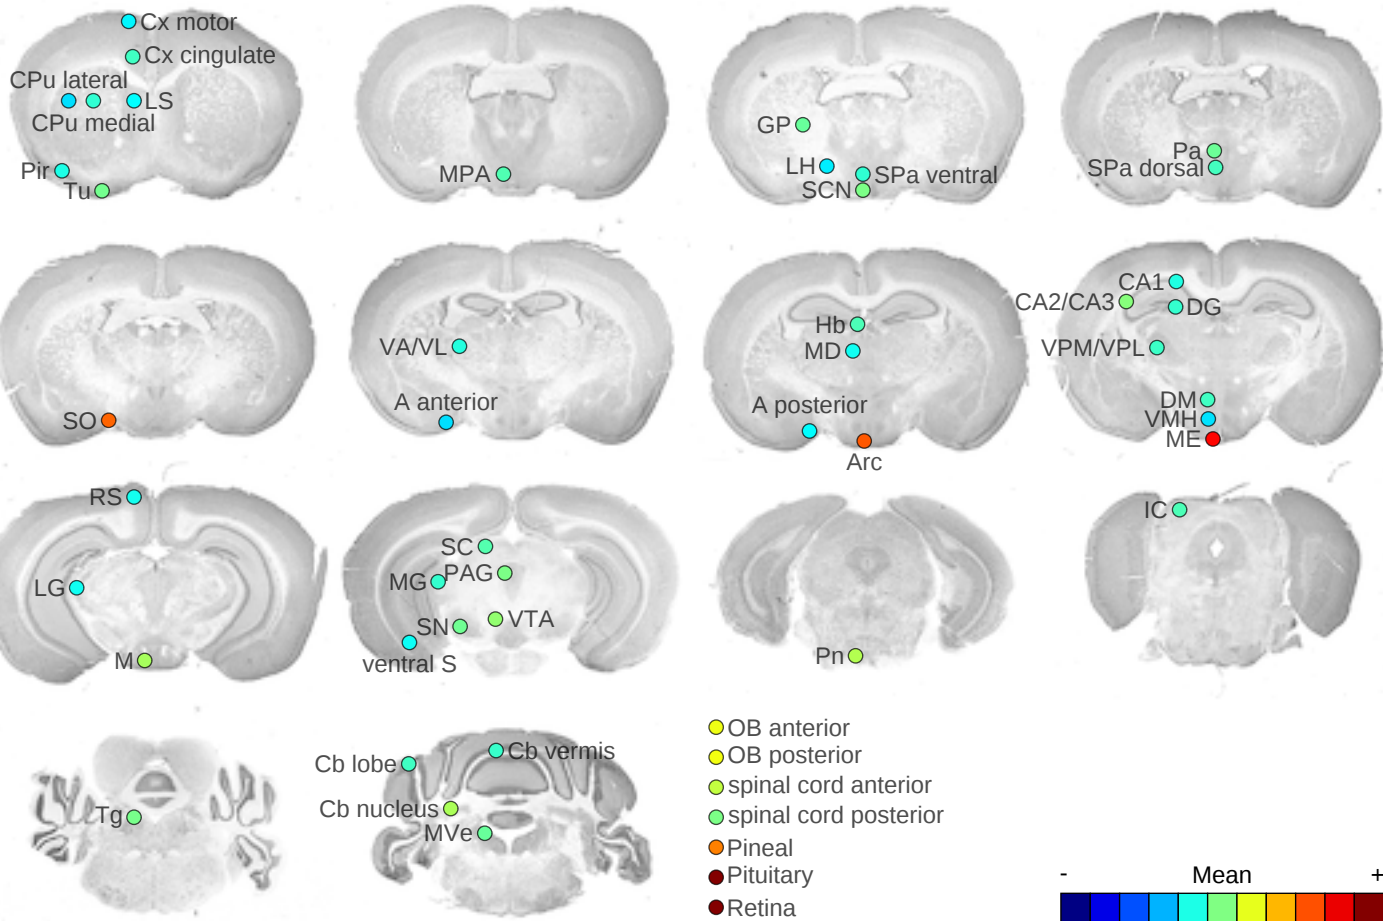 Cx motor
Cx cingulate
CPu lateral
LS
CPu medial
Pir
Tu
MPA
GP
LH
SPa ventral
SCN
Pa
SPa dorsal
SO
VA/VL
A anterior
Hb
MD
A posterior
Arc
CA1
CA2/CA3
DG
VPM/VPL
DM
VMH
ME
RS
LG
M
SC
MG
PAG
SN
VTA
ventral S
Pn
IC
Tg
Cb lobe
Cb vermis
Cb nucleus
MVe
OB anterior
OB posterior
spinal cord anterior
spinal cord posterior
Pineal
Pituitary
Retina
- Mean +